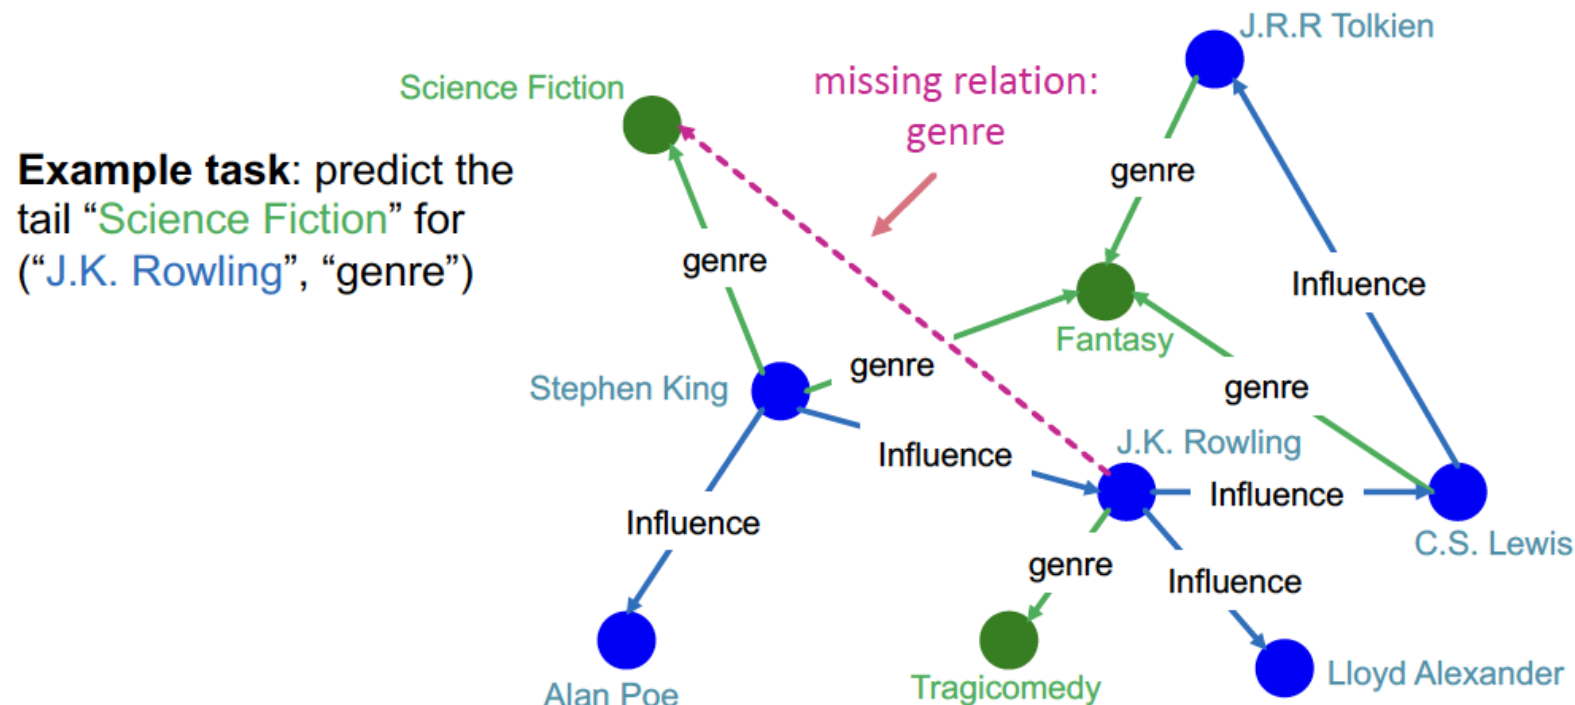 J.R.R Tolkien
Science Fiction
missing relation:
genre
Example task: predict the
tail “Science Fiction” for
(“J.K. Rowling”, “genre”)
genre
genre
Influence
Fantasy
genre
Stephen King
genre
J.K. Rowling
Influence
Influence
C.S. Lewis
Influence
genre
Influence
Lloyd Alexander
Tragicomedy
Alan Poe